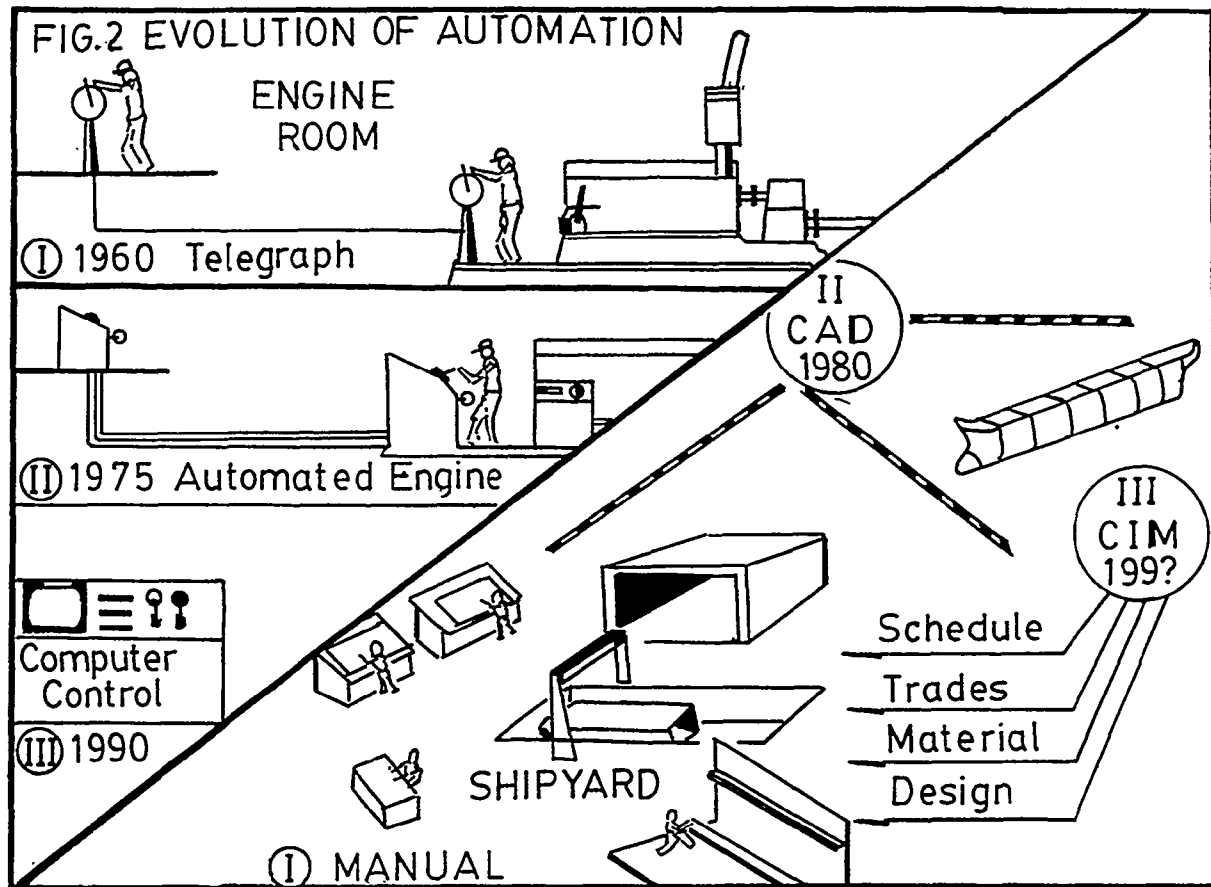 FIG.2 EVOLUTION OF AUTOMATION
ENGINE
ROOM
I 1960 Telegraph
II 1975 Automated Engine
Computer
Control
III 1990
II
CAD
1980
III
CIM
199?
Schedule
Trades
Material
Design
SHIPYARD
I MANUAL